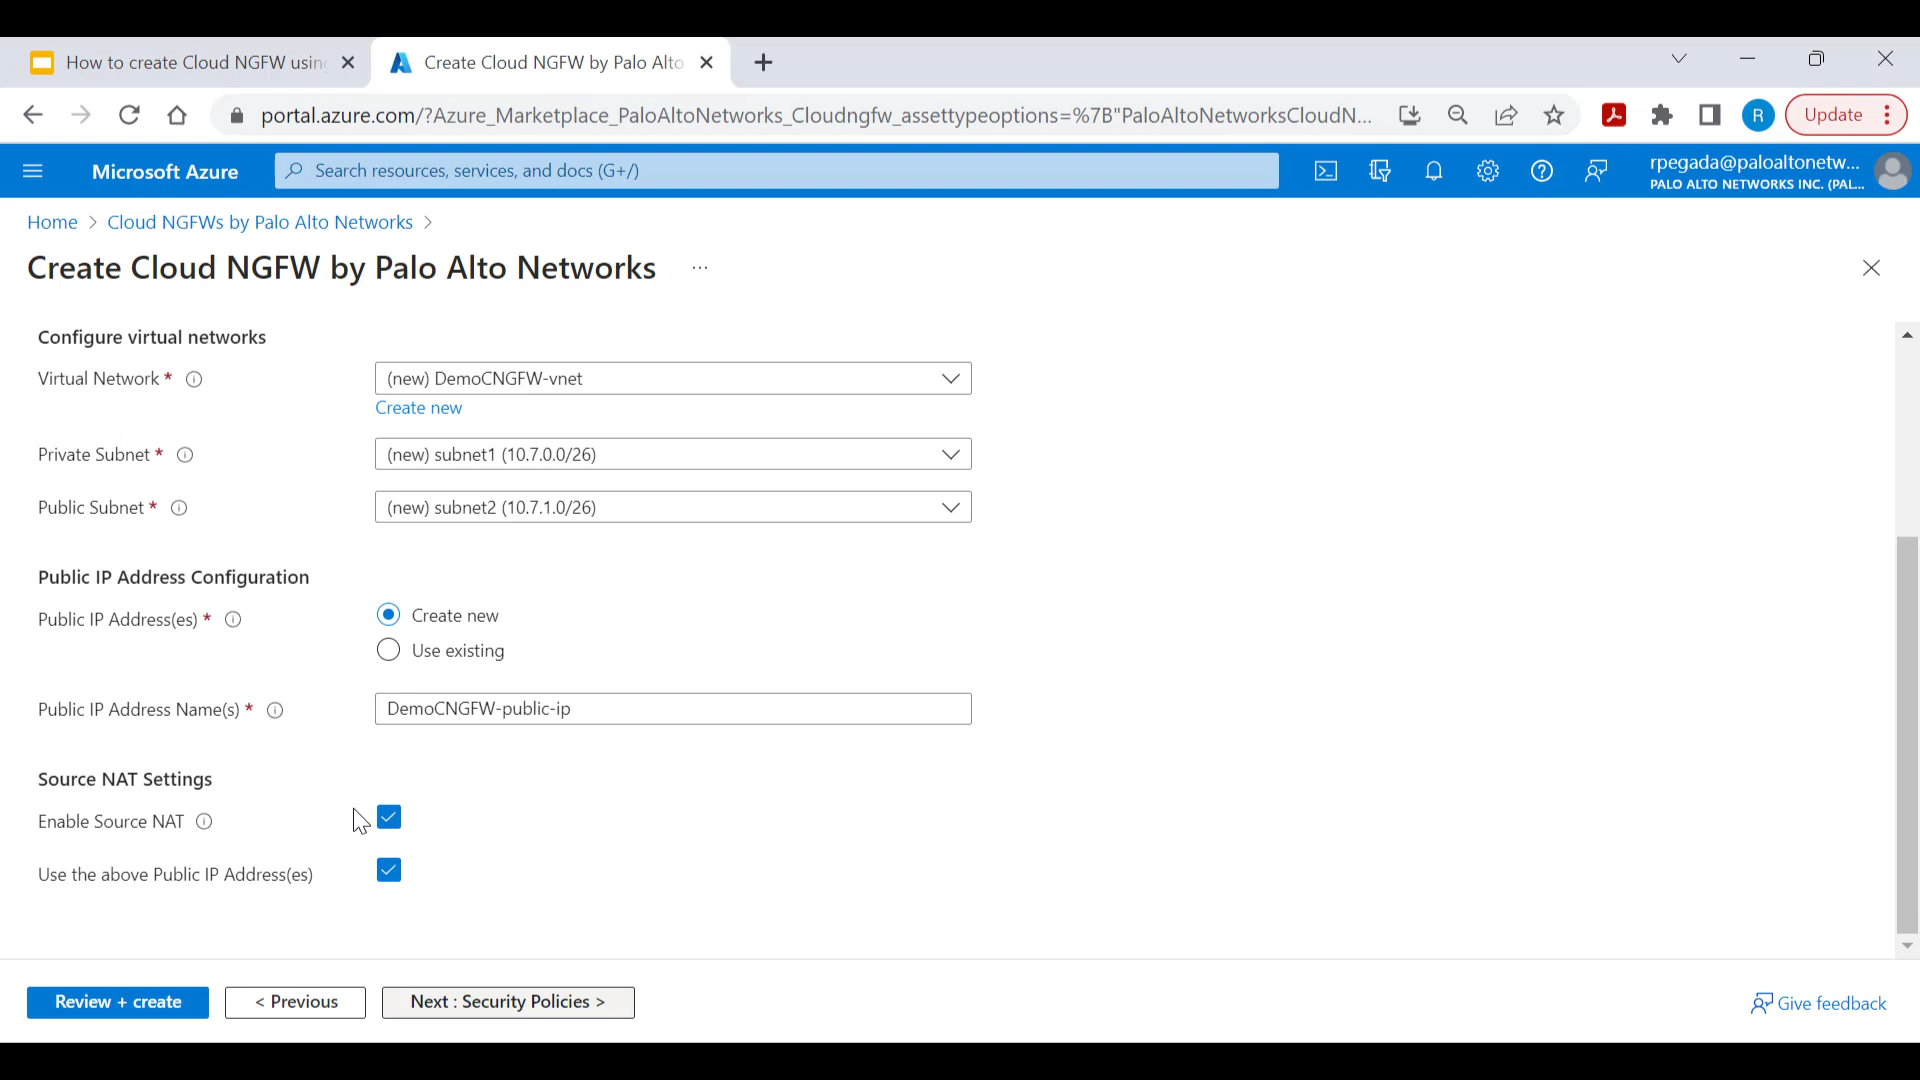 How to create Cloud NGFW usin
Create Cloud NGFW by Palo Alto
portal.azure.com/?Azure_Marketplace_PaloAltoNetworks_Cloudngfw_assettypeoptions=%7B"PaloAltoNetworksCloudN...
R
Update
Microsoft Azure
Search resources, services, and docs (G+/)
rpegada@paloaltonetw...
PALO ALTO NETWORKS INC. (PAL...
Home > Cloud NGFWs by Palo Alto Networks >
Create Cloud NGFW by Palo Alto Networks ...
Configure virtual networks
Virtual Network *
(new) DemoCNGFW-vnet
Create new
Private Subnet *
(new) subnet1 (10.7.0.0/26)
Public Subnet *
(new) subnet2 (10.7.1.0/26)
Public IP Address Configuration
Public IP Address(es) *
Create new
Use existing
Public IP Address Name(s) *
DemoCNGFW-public-ip
Source NAT Settings
Enable Source NAT
Use the above Public IP Address(es)
Review + create
< Previous
Next : Security Policies >
Give feedback